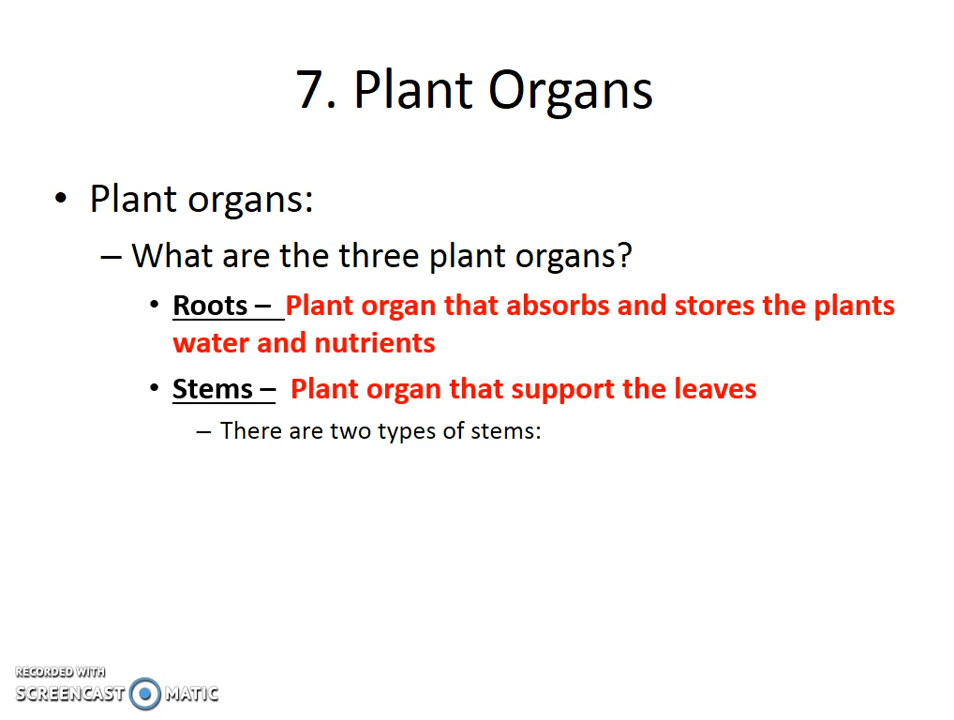 7. Plant Organs
• Plant organs:
– What are the three plant organs?
• Roots – Plant organ that absorbs and stores the plants
water and nutrients
• Stems – Plant organ that support the leaves
– There are two types of stems:
RECORDED WITH
SCREENCAST MATIC